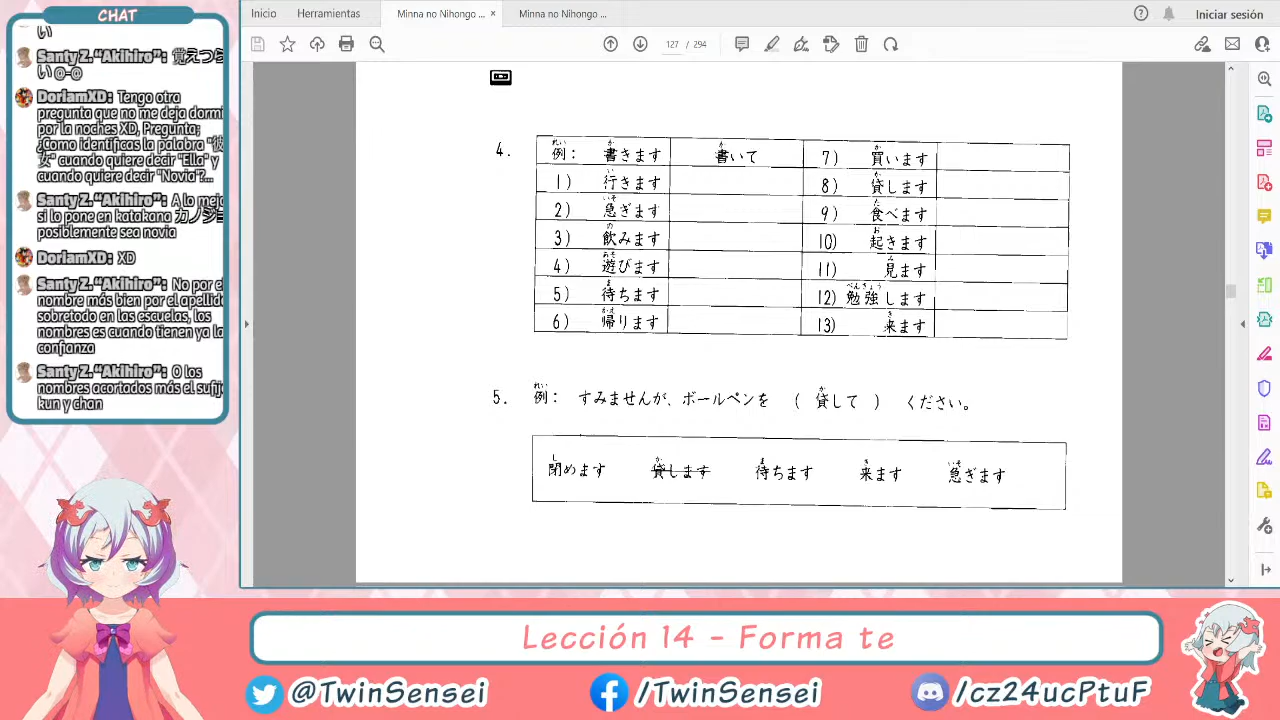 CHAT
い
Santy Z."Akihiro": 覚えつら
い @-@
DoriamXD: Tengo otra
pregunta que no me deja dormi
por la noches XD, Pregunta;
¿Como identificas la palabra "彼
女" cuando quiere decir "Ella" y
cuando quiere decir "Novia"?...
Santy Z."Akihiro": A lo mejo
si lo pone en katakana カノジョ
posiblemente sea novia
DoriamXD: XD
Santy Z."Akihiro": No por el
nombre más bien por el apellido
sobretodo en las escuelas, los
nombres es cuando tienen ya la
confianza
Santy Z."Akihiro": O los
nombres acortados más el sufij
kun y chan
Inicio Herramientas Minna no Nihongo ... × Minna no Nihongo ... Iniciar sesión
127 / 294
4. 例： 書きます 書いて 7) 買います
1) 行きます 8) 貸します
2) 急ぎます 9) 食べます
3) 飲みます 10) 起きます
4) 遊びます 11) 見ます
5) 待ちます 12) 勉強します
6) 帰ります 13) 来ます
5. 例： すみませんが、ボールペンを （ 貸して ） ください。
閉めます 貸します 待ちます 来ます 急ぎます
Lección 14 - Forma te
@TwinSensei /TwinSensei /cz24ucPtuF